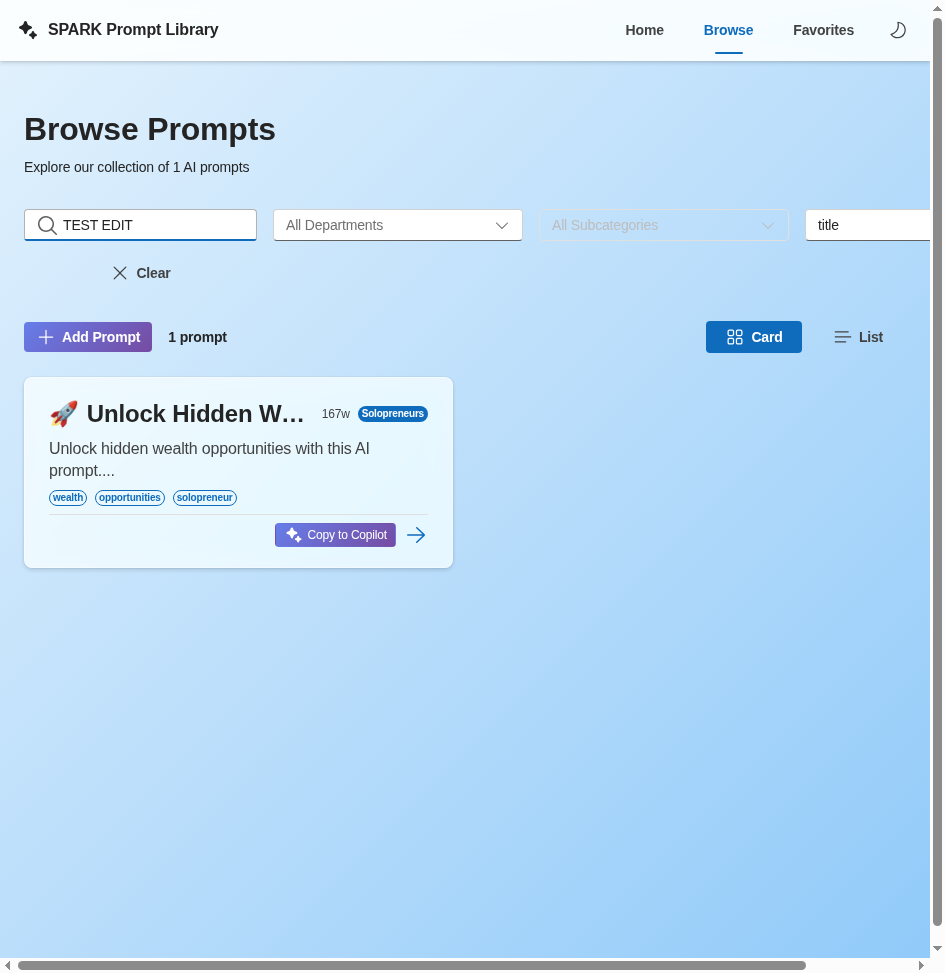 SPARK Prompt Library
Home
Browse
Favorites
Browse Prompts
Explore our collection of 1 AI prompts
TEST EDIT
All Departments
All Subcategories
title
Clear
Add Prompt
1 prompt
Card
List
🚀 Unlock Hidden W...
167w
Solopreneurs
Unlock hidden wealth opportunities with this AI
prompt....
wealth
opportunities
solopreneur
Copy to Copilot